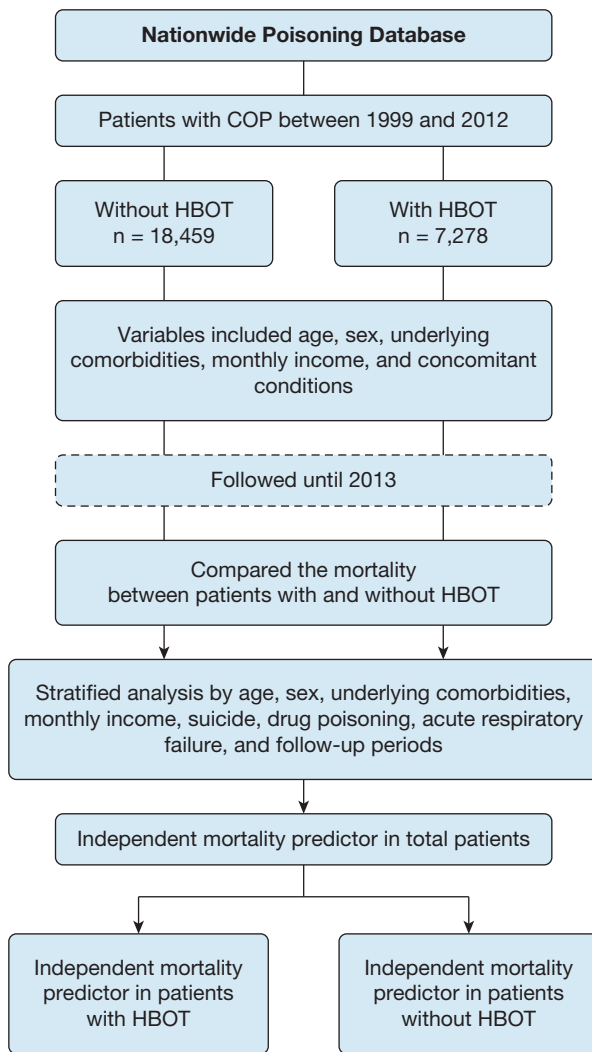 Nationwide Poisoning Database
Patients with COP between 1999 and 2012
Without HBOT
n = 18,459
With HBOT
n = 7,278
Variables included age, sex, underlying
comorbidities, monthly income, and concomitant
conditions
Followed until 2013
Compared the mortality
between patients with and without HBOT
Stratified analysis by age, sex, underlying comorbidities,
monthly income, suicide, drug poisoning, acute respiratory
failure, and follow-up periods
Independent mortality predictor in total patients
Independent mortality
predictor in patients
with HBOT
Independent mortality
predictor in patients
without HBOT